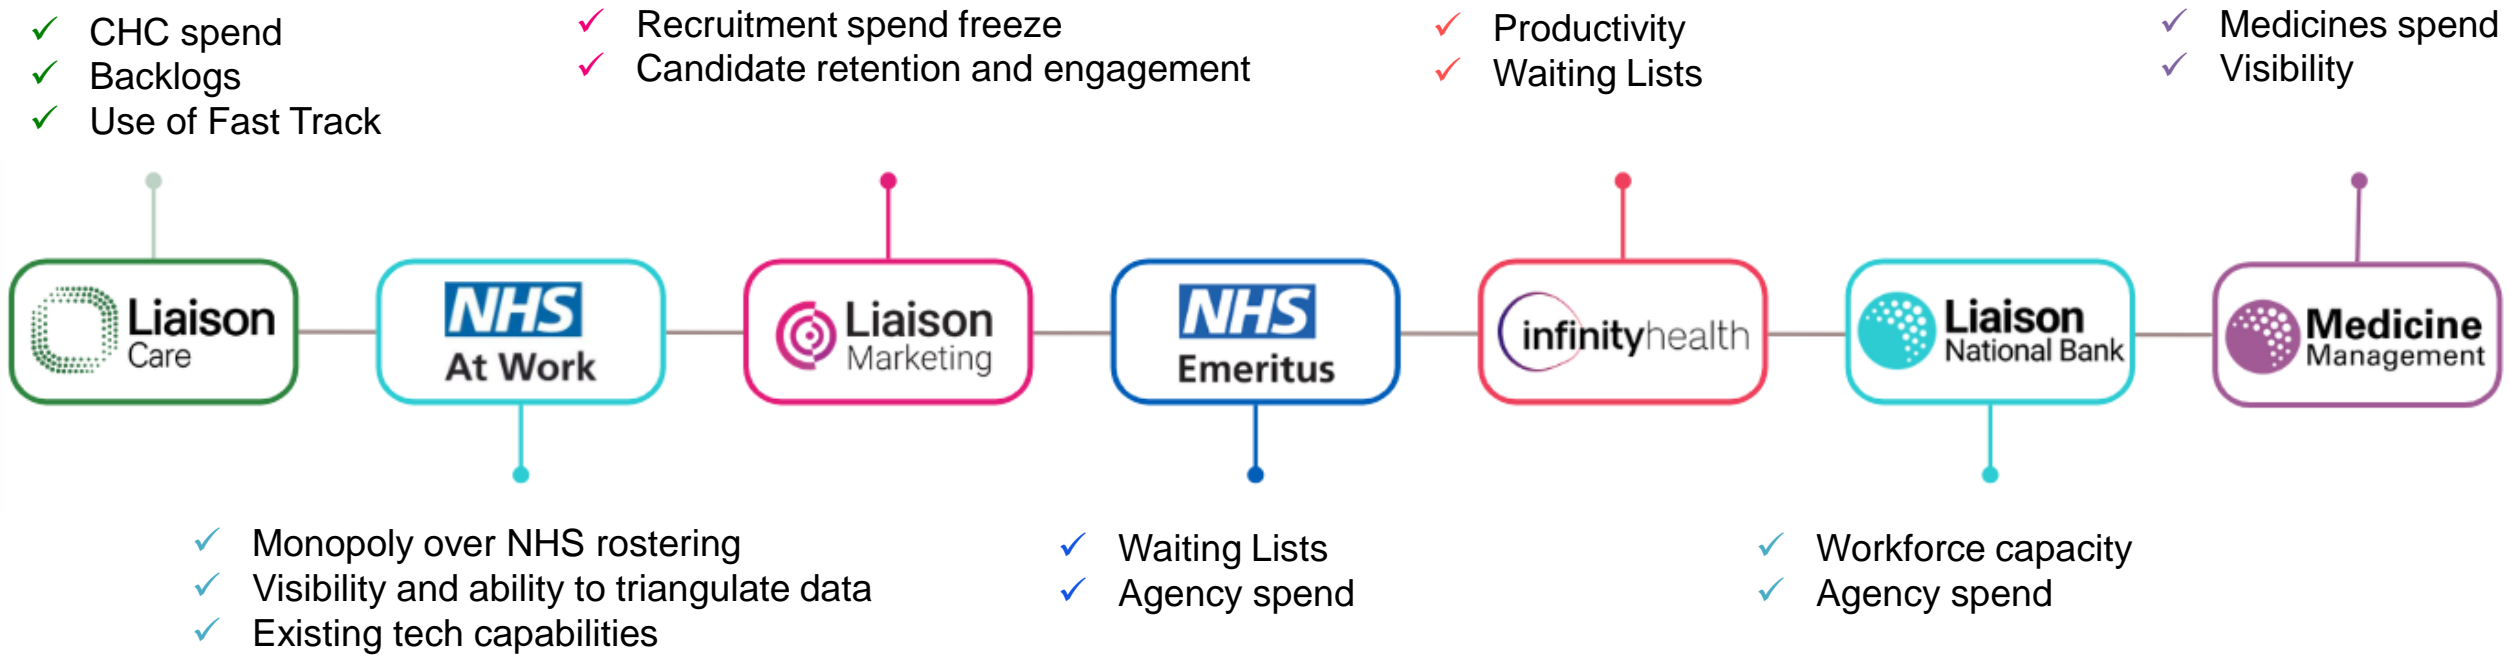 CHC spend
Backlogs
Use of Fast Track
Recruitment spend freeze
Candidate retention and engagement
Productivity
Waiting Lists
Medicines spend
Visibility
Liaison
Care
NHS
At Work
Liaison
Marketing
NHS
Emeritus
infinityhealth
Liaison
National Bank
Medicine
Management
Monopoly over NHS rostering
Visibility and ability to triangulate data
Existing tech capabilities
Waiting Lists
Agency spend
Workforce capacity
Agency spend